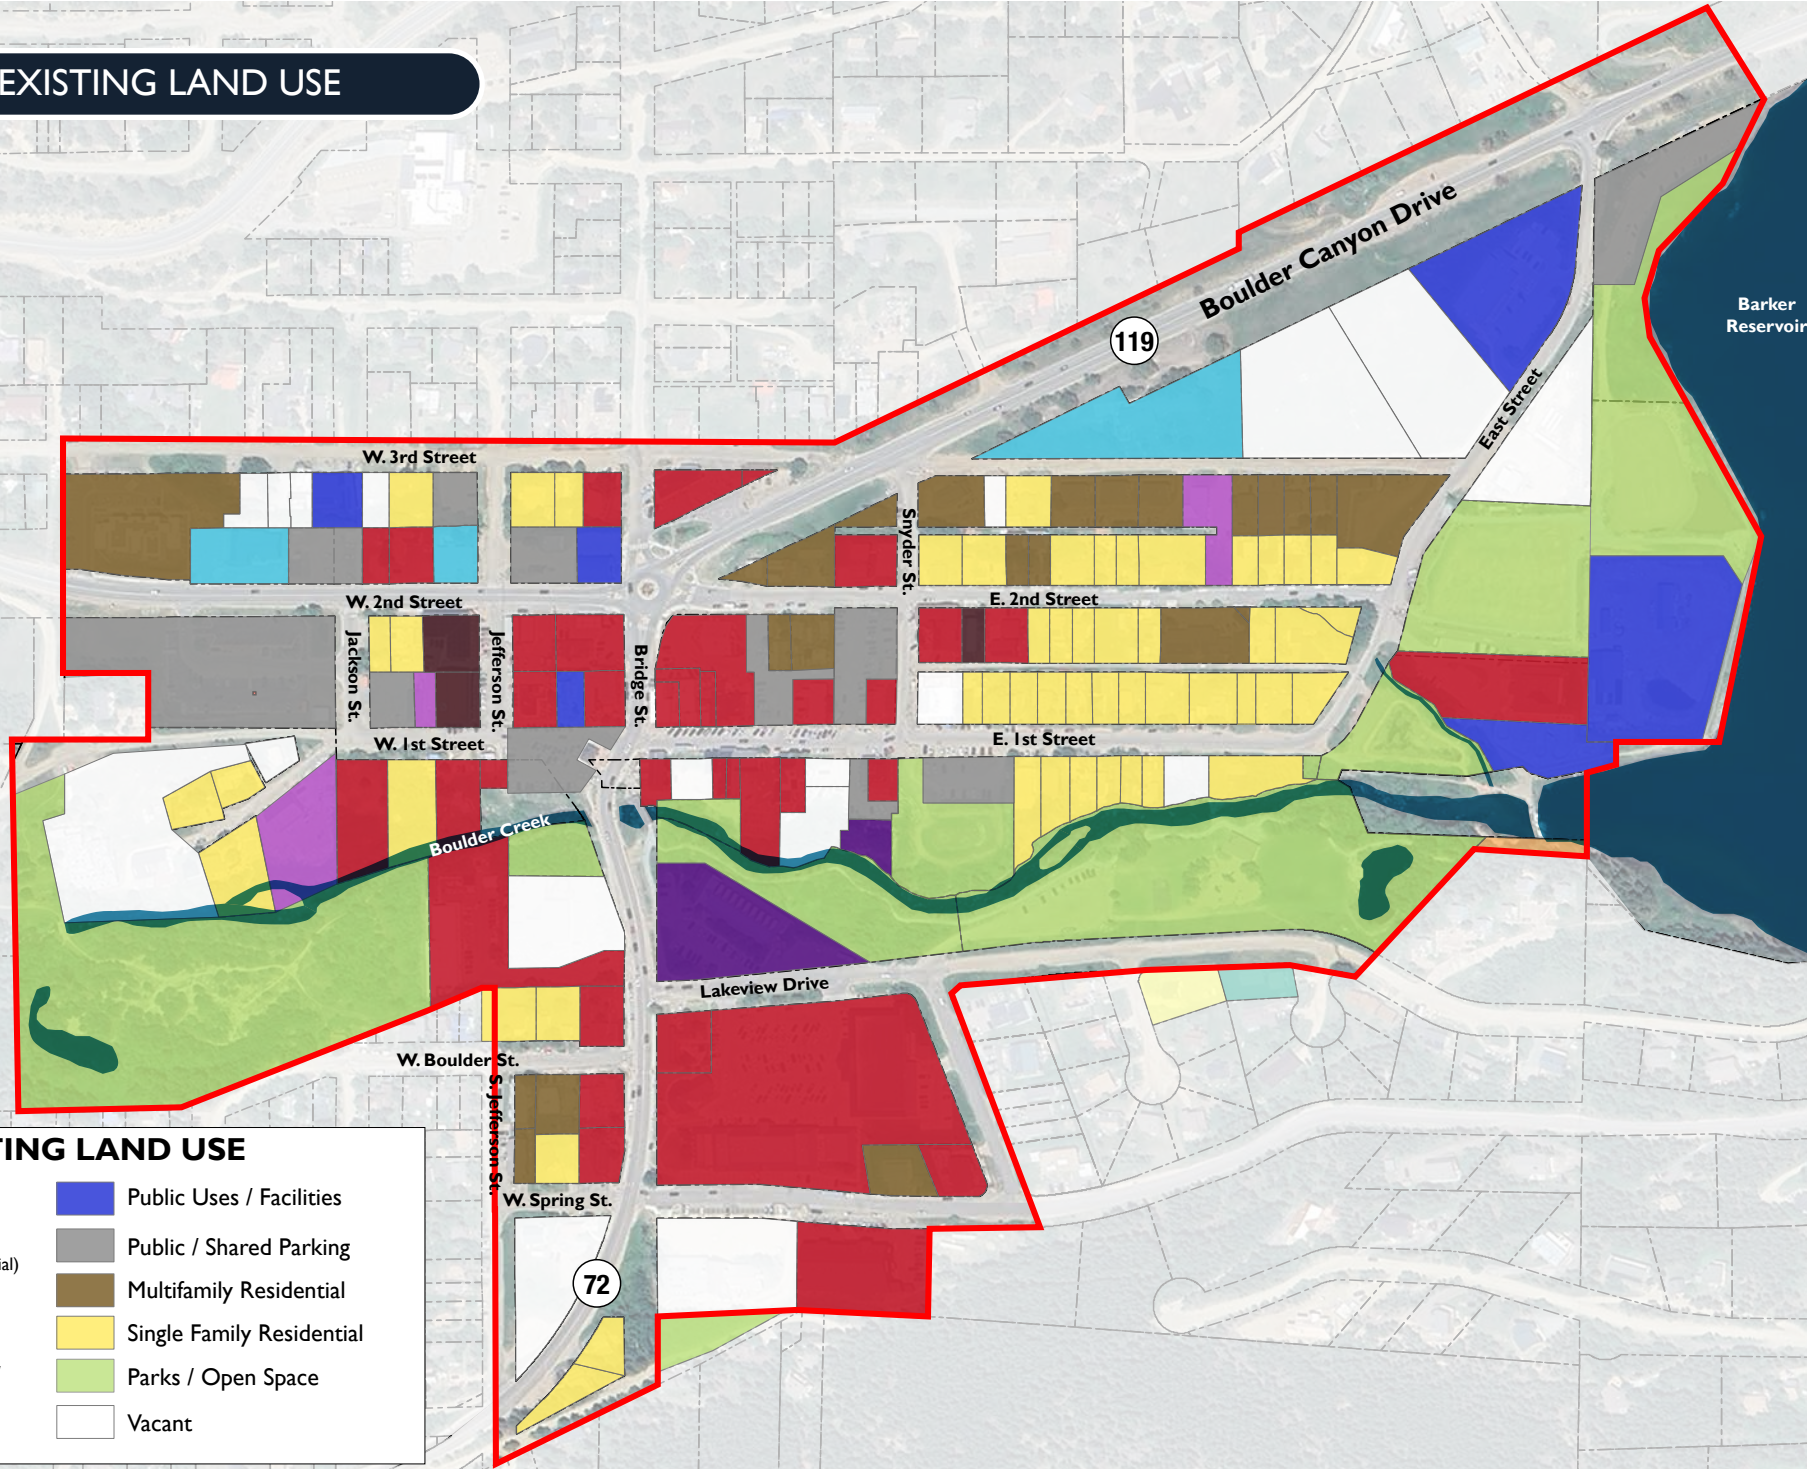 EXISTING LAND USE
Boulder Canyon Drive
119
Barker
Reservoir
East Street
W. 3rd Street
Snyder St.
W. 2nd Street
E. 2nd Street
Jackson St.
Jefferson St.
Bridge St.
W. 1st Street
E. 1st Street
Boulder Creek
Lakeview Drive
W. Boulder St.
S. Jefferson St.
W. Spring St.
72
TING LAND USE
Public Uses / Facilities
Public / Shared Parking
ial)
Multifamily Residential
Single Family Residential
Parks / Open Space
Vacant